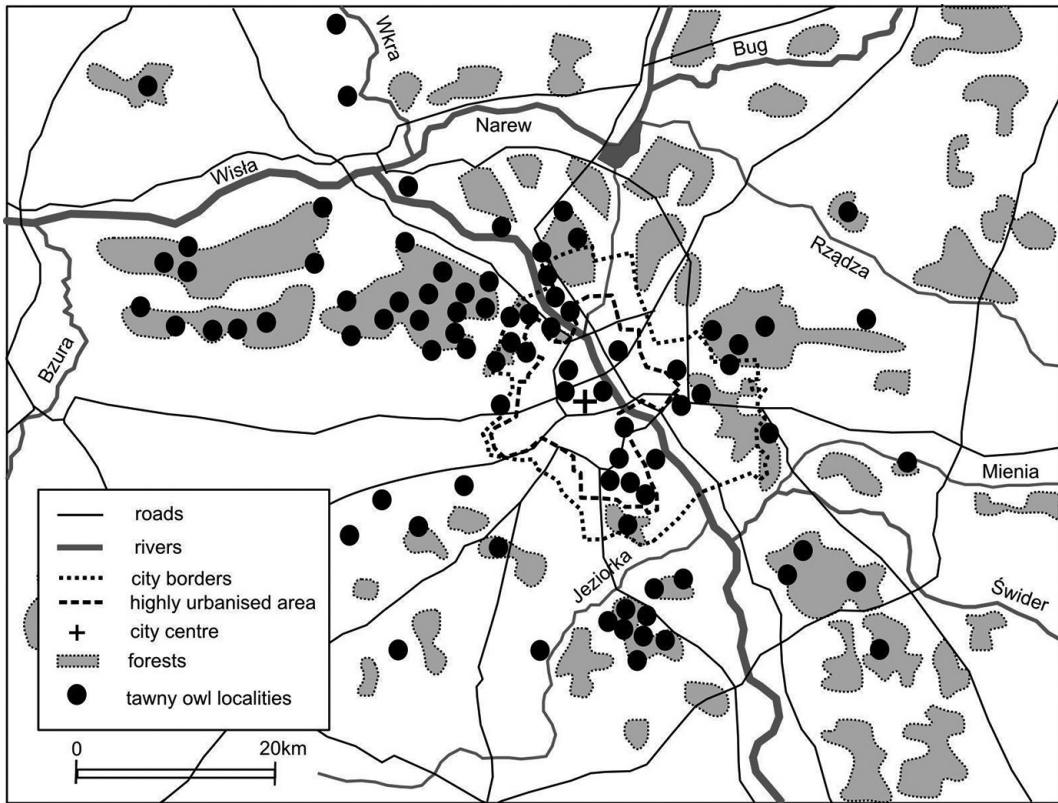 Wkra
Bug
Narew
Wisła
Rządza
Bzura
Mienia
Jeziorka
Świder
roads
rivers
city borders
highly urbanised area
city centre
forests
tawny owl localities
0 20km